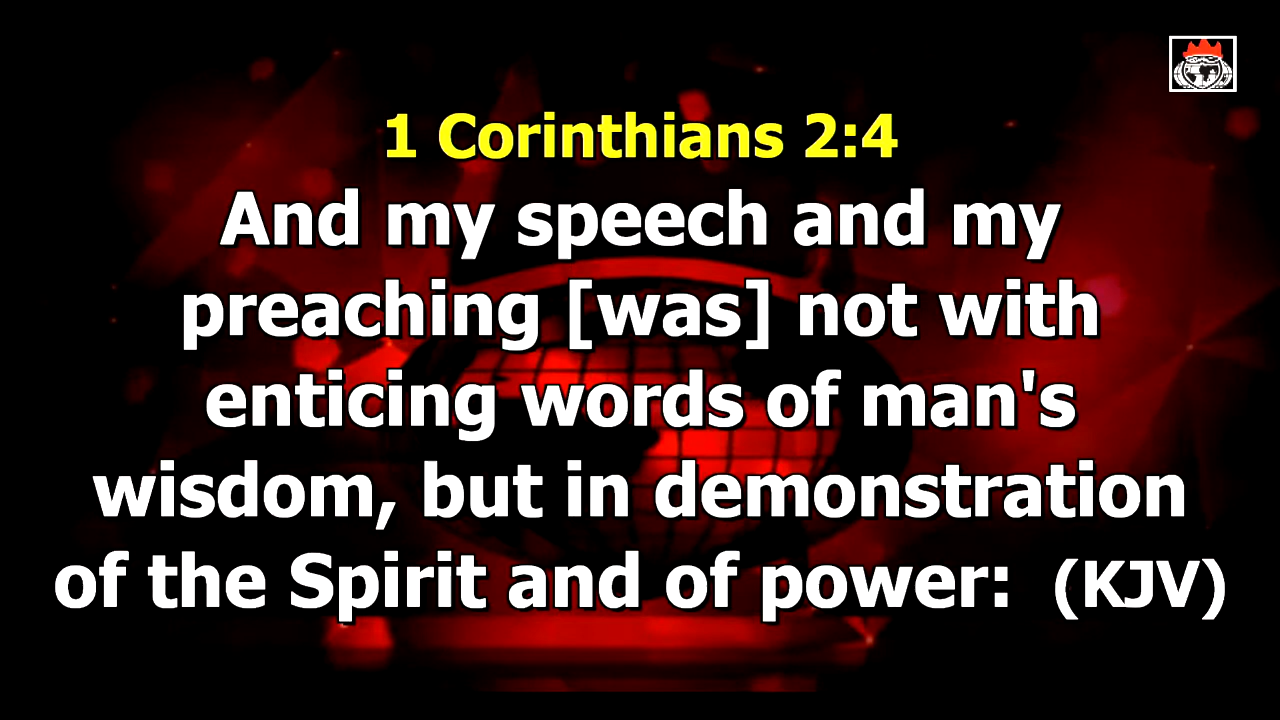 1 Corinthians 2:4
And my speech and my
preaching [was] not with
enticing words of man's
wisdom, but in demonstration
of the Spirit and of power: (KJV)